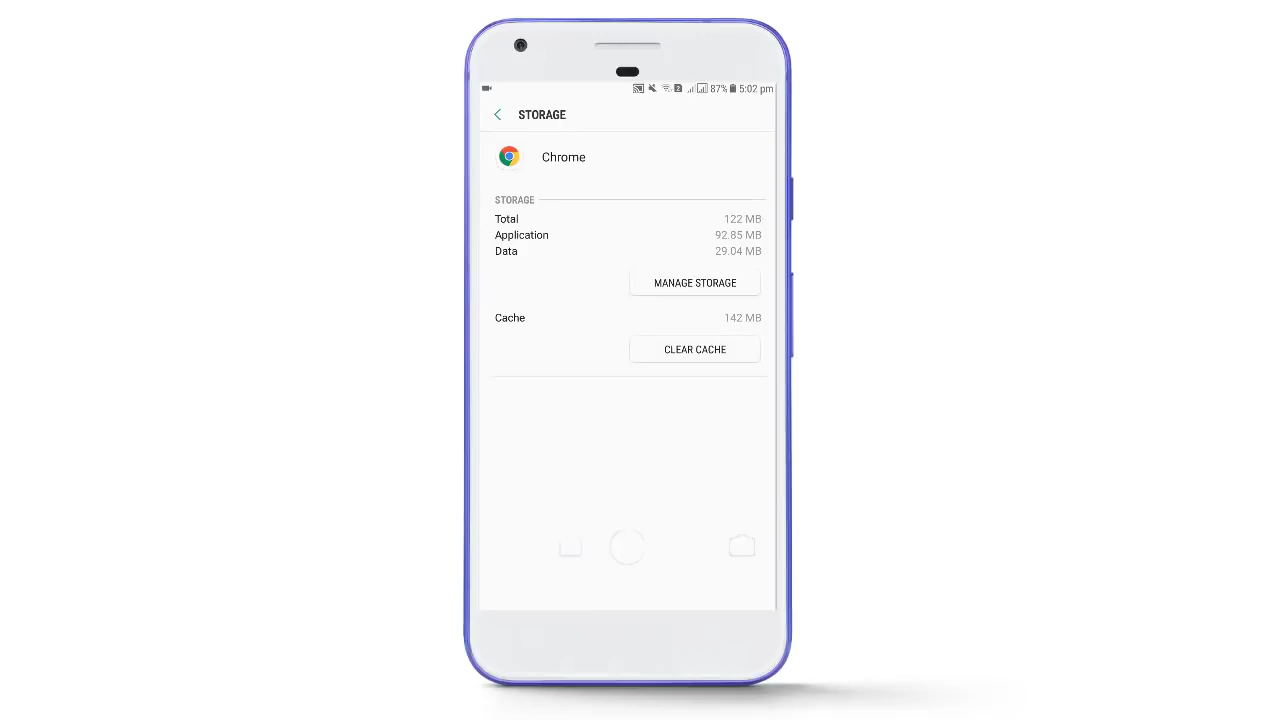 2 87% 5:02 pm
STORAGE
Chrome
STORAGE
Total 122 MB
Application 92.85 MB
Data 29.04 MB
MANAGE STORAGE
Cache 142 MB
CLEAR CACHE